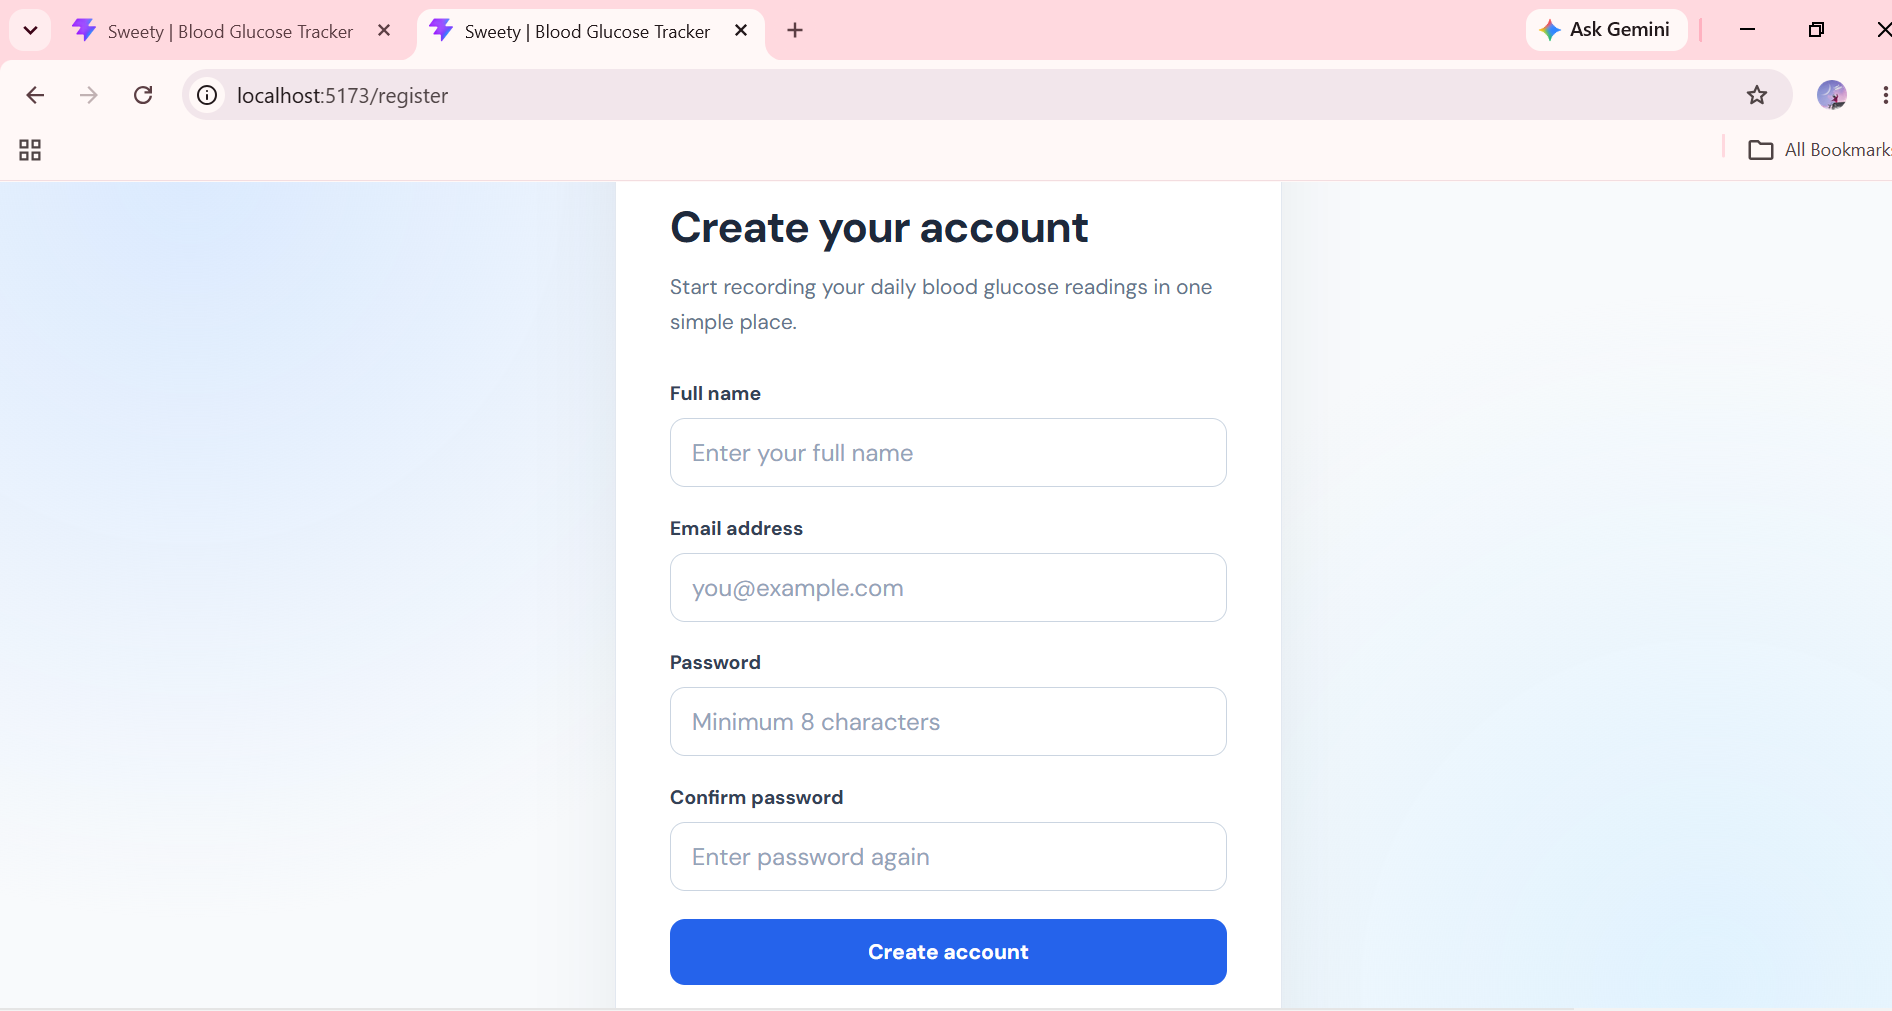 Sweety | Blood Glucose Tracker
Sweety | Blood Glucose Tracker
Ask Gemini
localhost:5173/register
All Bookmarks
Create your account
Start recording your daily blood glucose readings in one
simple place.
Full name
Enter your full name
Email address
you@example.com
Password
Minimum 8 characters
Confirm password
Enter password again
Create account